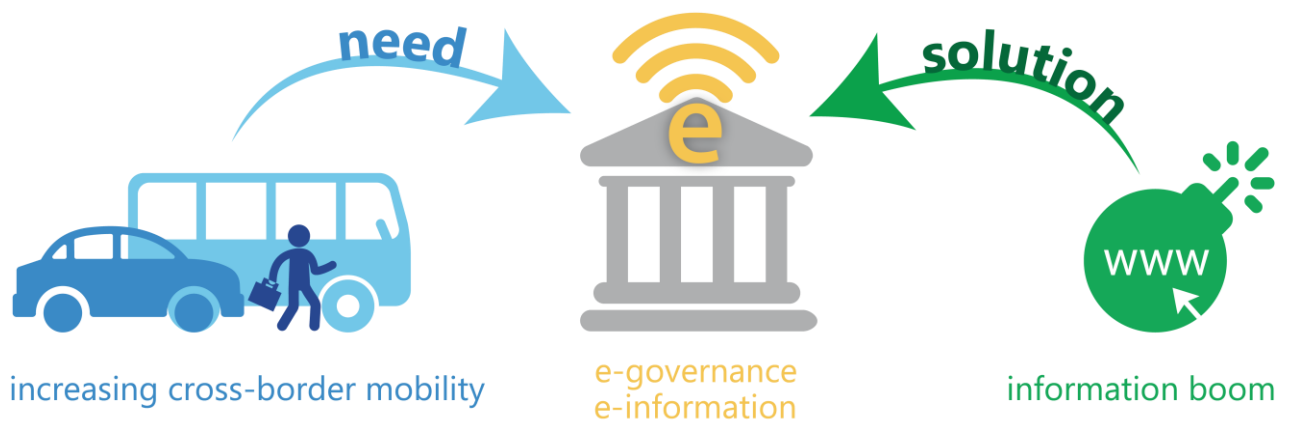 need
solution
e
www
increasing cross-border mobility
e-governance
e-information
information boom